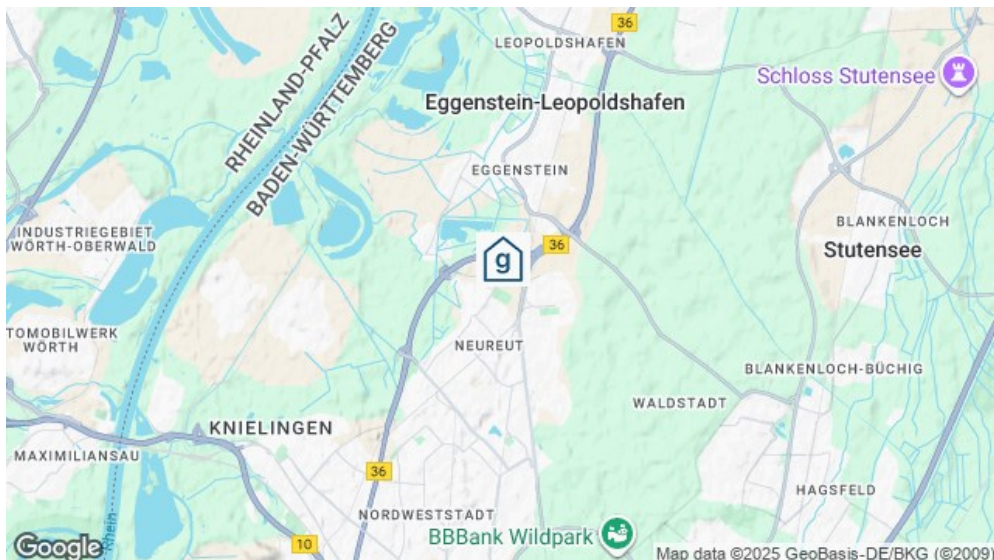 36
LEOPOLDSHAFEN
Schloss Stutensee
Eggenstein-Leopoldshafen
RHEINLAND-PFALZ
BADEN-WÜRTTEMBERG
EGGENSTEIN
BLANKENLOCH
INDUSTRIEGEBIET
WÖRTH-OBERWALD
36
Stutensee
g
TOMOBILWERK
WÖRTH
NEUREUT
BLANKENLOCH-BÜCHIG
WALDSTADT
KNIELINGEN
MAXIMILIANSAU
36
HAGSFELD
NORDWESTSTADT
Rhein
10
BBBank Wildpark
Google
Map data ©2025 GeoBasis-DE/BKG (©2009)